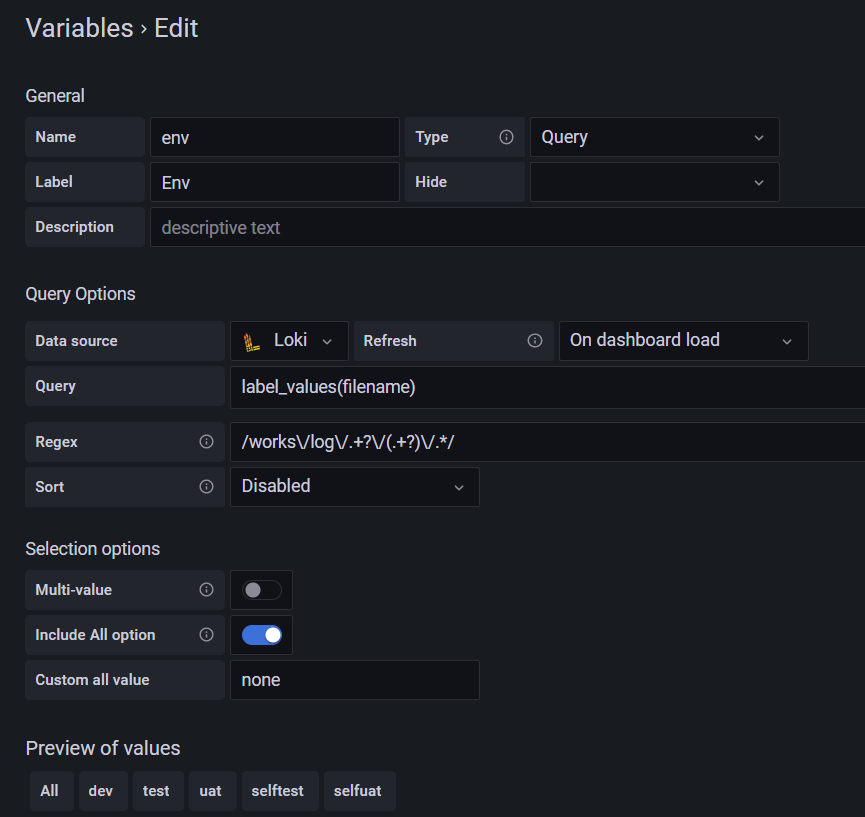 Variables › Edit
General
Name env Type Query
Label Env Hide
Description descriptive text
Query Options
Data source Loki Refresh On dashboard load
Query label_values(filename)
Regex /works\/log\/.+?\/(.+?)\/.*/
Sort Disabled
Selection options
Multi-value
Include All option
Custom all value none
Preview of values
All dev test uat selftest selfuat